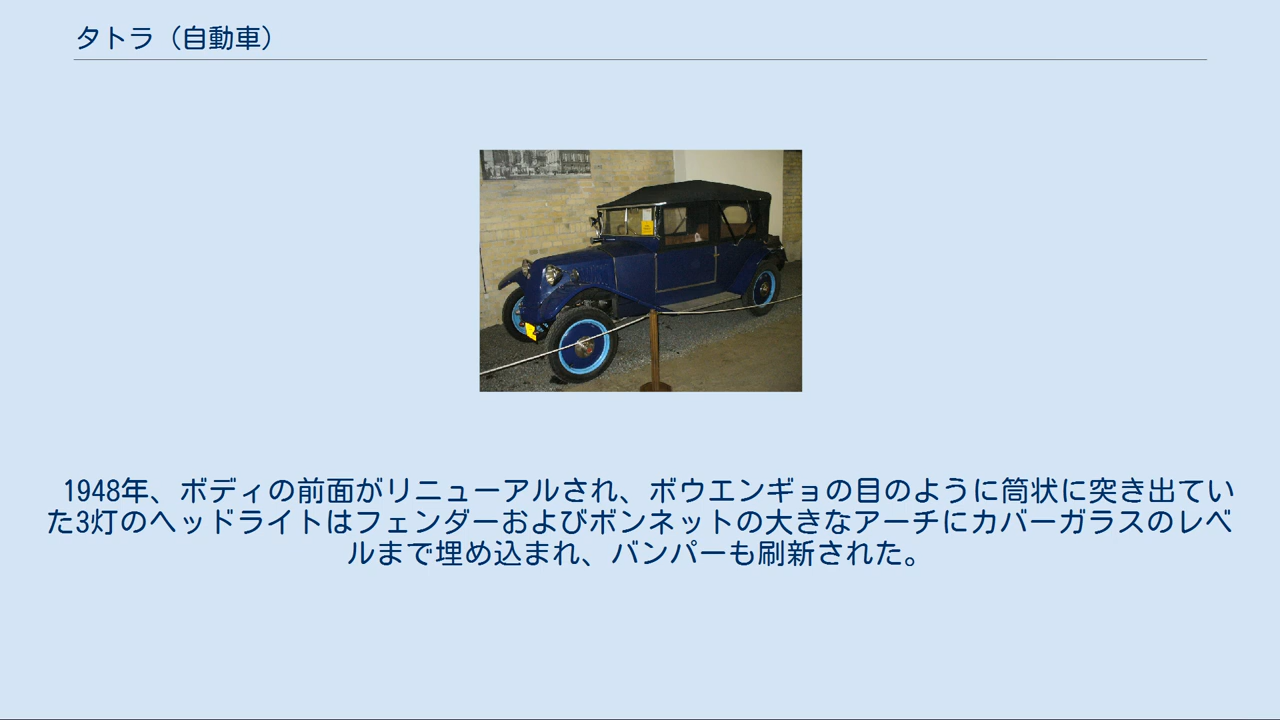 タトラ（自動車）
1948年、ボディの前面がリニューアルされ、ボウエンギョの目のように筒状に突き出てい
た3灯のヘッドライトはフェンダーおよびボンネットの大きなアーチにカバーガラスのレベ
ルまで埋め込まれ、バンパーも刷新された。